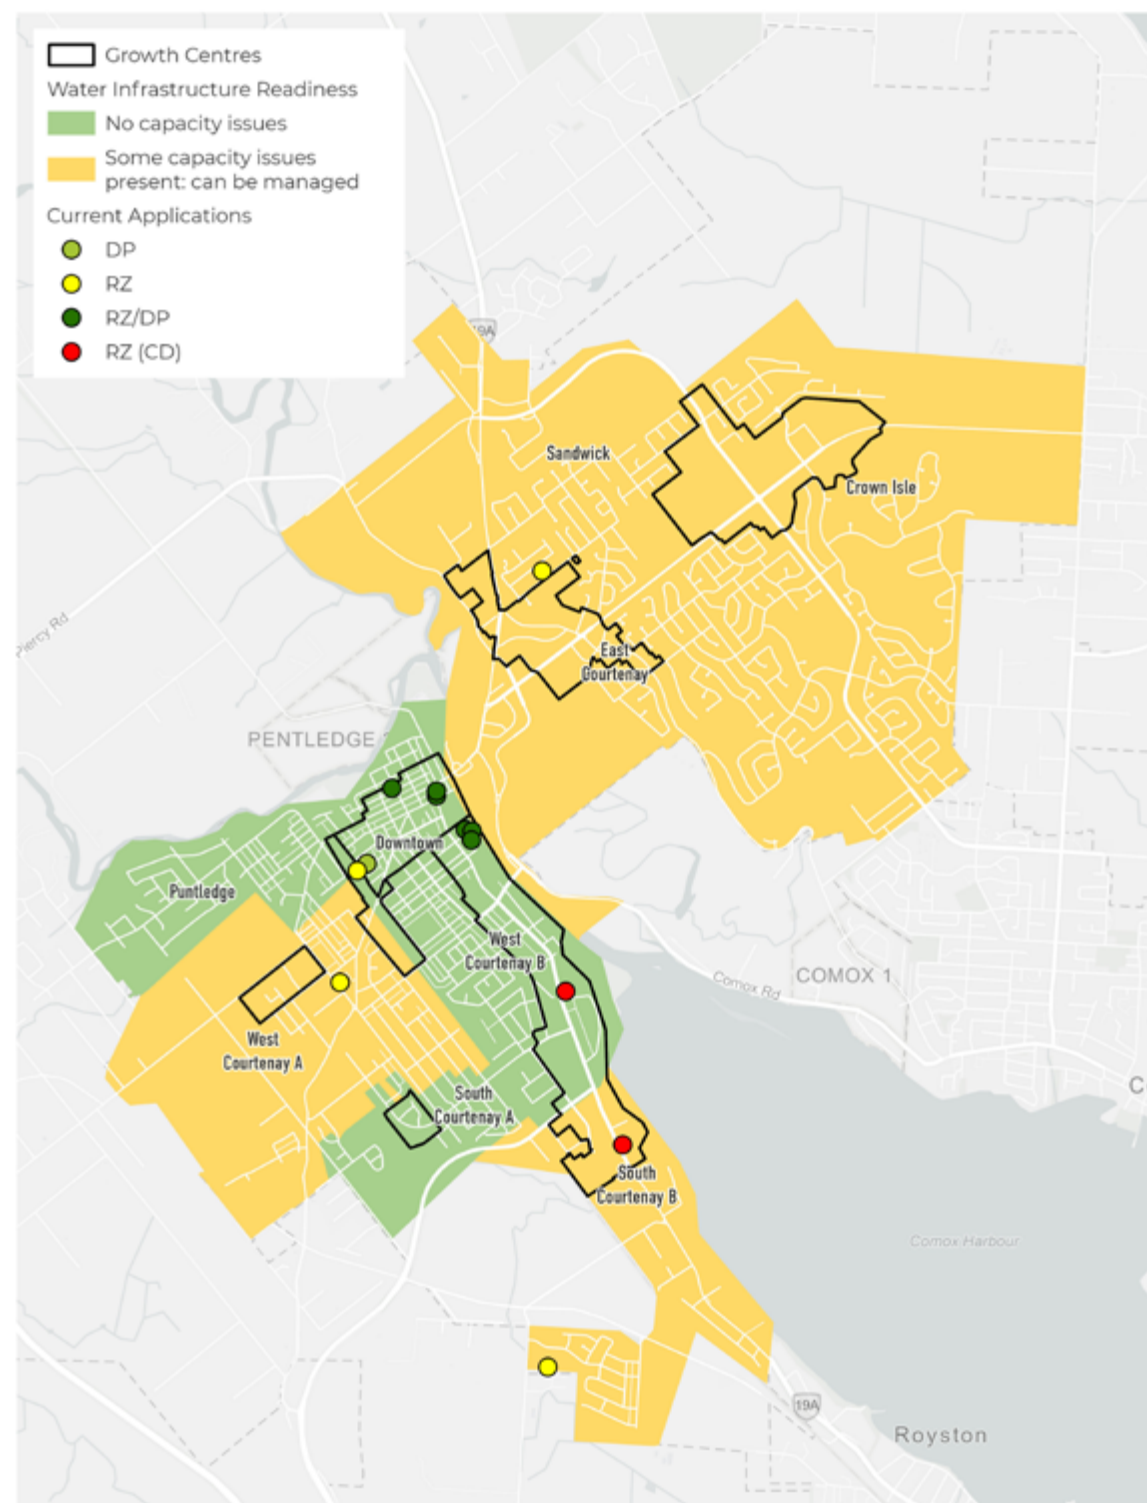 Growth Centres
Water Infrastructure Readiness
No capacity issues
Some capacity issues
present: can be managed
Current Applications
DP
RZ
RZ/DP
RZ (CD)
19A
Sandwick
Crown Isle
Piercy Rd
East
Courtenay
PENTLEDGE 2
Downtown
Puntledge
West
Courtenay B
Comox Rd
COMOX 1
West
Courtenay A
C
South
Courtenay A
South
Courtenay B
Comox Harbour
19A
Royston